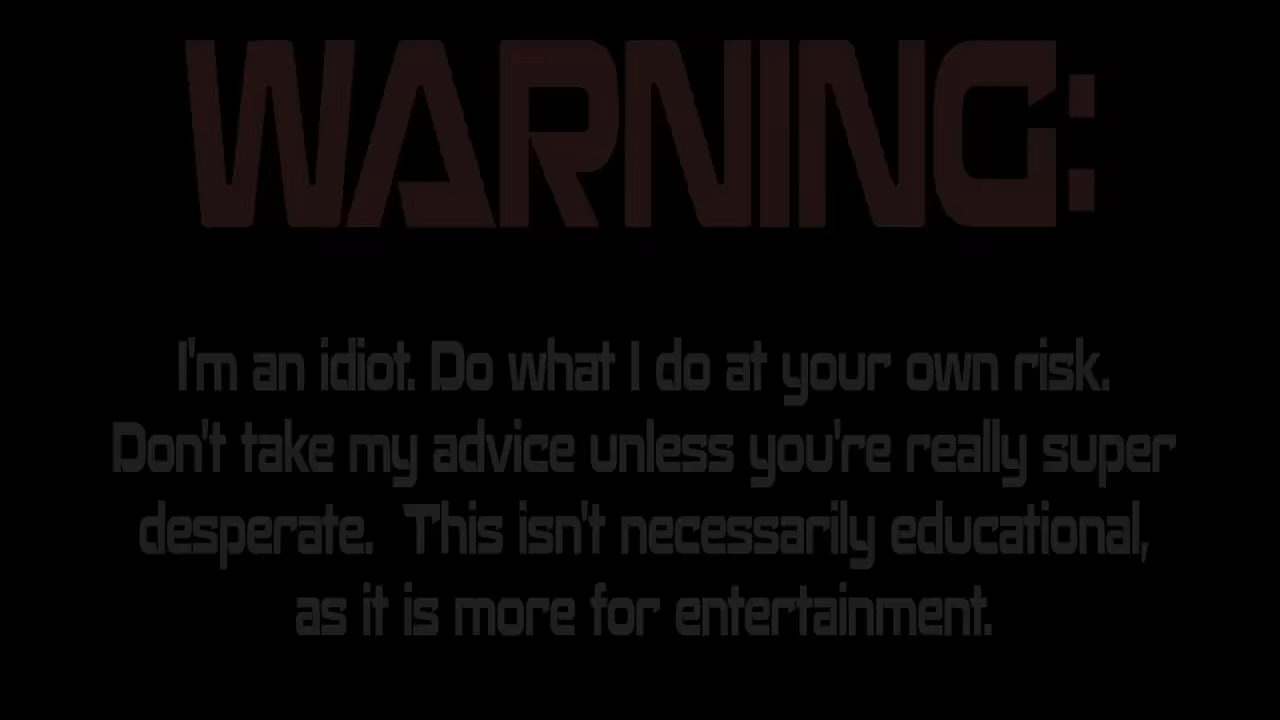 WARNING:
I'm an idiot. Do what I do at your own risk.
Don't take my advice unless you're really super
desperate.  This isn't necessarily educational,
as it is more for entertainment.